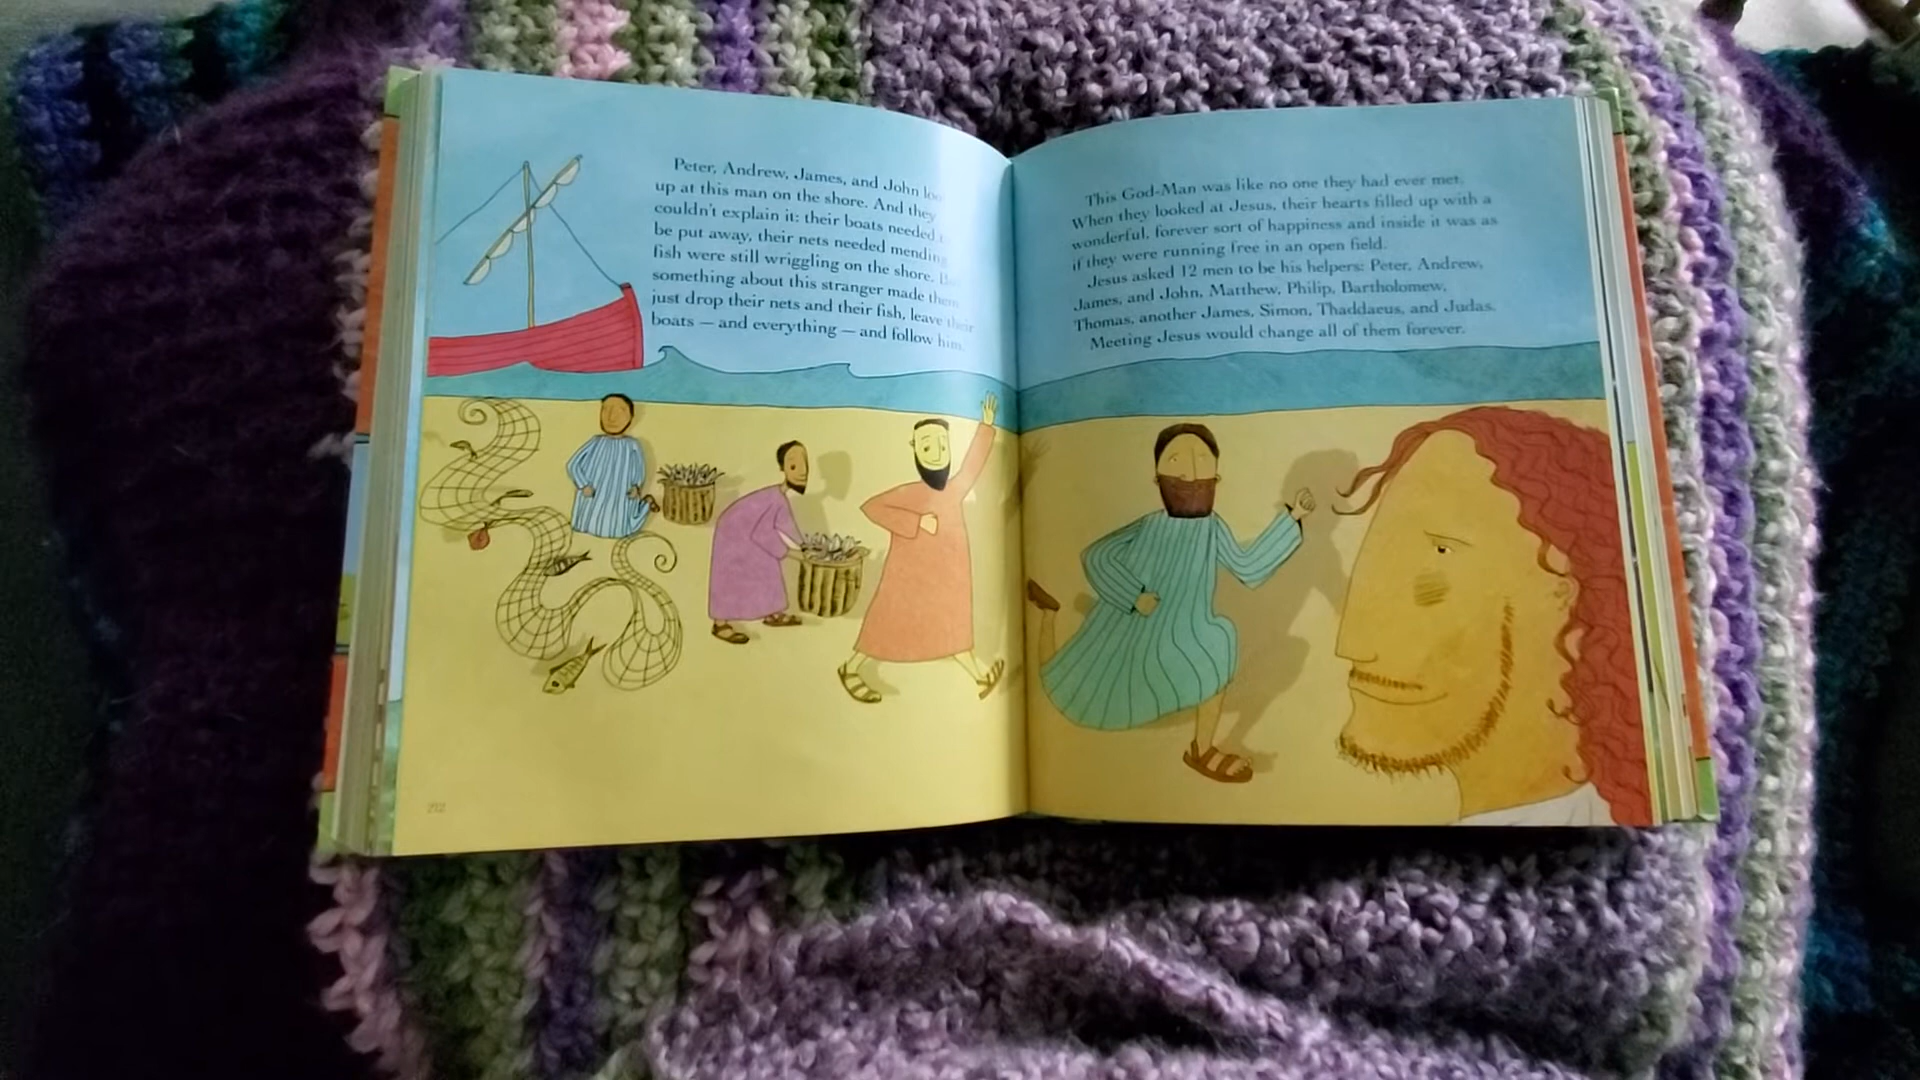 Peter, Andrew, James, and John
up at this man on the shore. And they
couldn't explain it: their boats needed
be put away, their nets needed mending
fish were still wriggling on the shore.
something about this stranger made them
just drop their nets and their fish, leave their
boats — and everything — and follow him.
212
This God-Man was like no one they had ever met.
When they looked at Jesus, their hearts filled up with a
wonderful, forever sort of happiness and inside it was as
if they were running free in an open field.
Jesus asked 12 men to be his helpers: Peter, Andrew,
James, and John, Matthew, Philip, Bartholomew,
Thomas, another James, Simon, Thaddaeus, and Judas.
Meeting Jesus would change all of them forever.